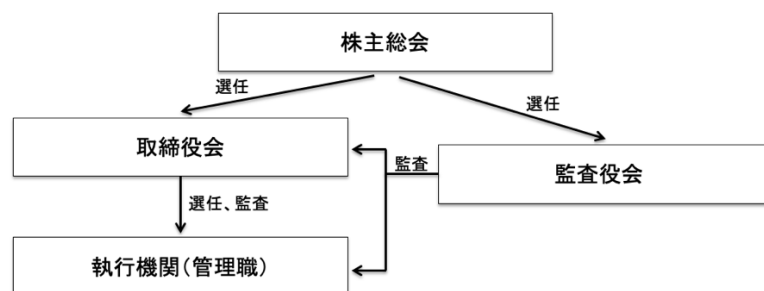 株主総会
選任
選任
取締役会
監査
監査役会
選任、監査
執行機関（管理職）